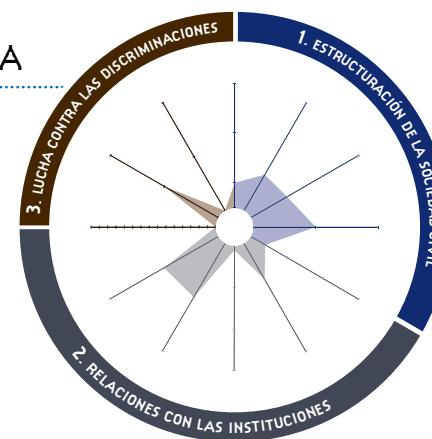 A
1. ESTRUCTURACIÓN DE LA SOCIEDAD CIVIL
2. RELACIONES CON LAS INSTITUCIONES
3. LUCHA CONTRA LAS DISCRIMINACIONES